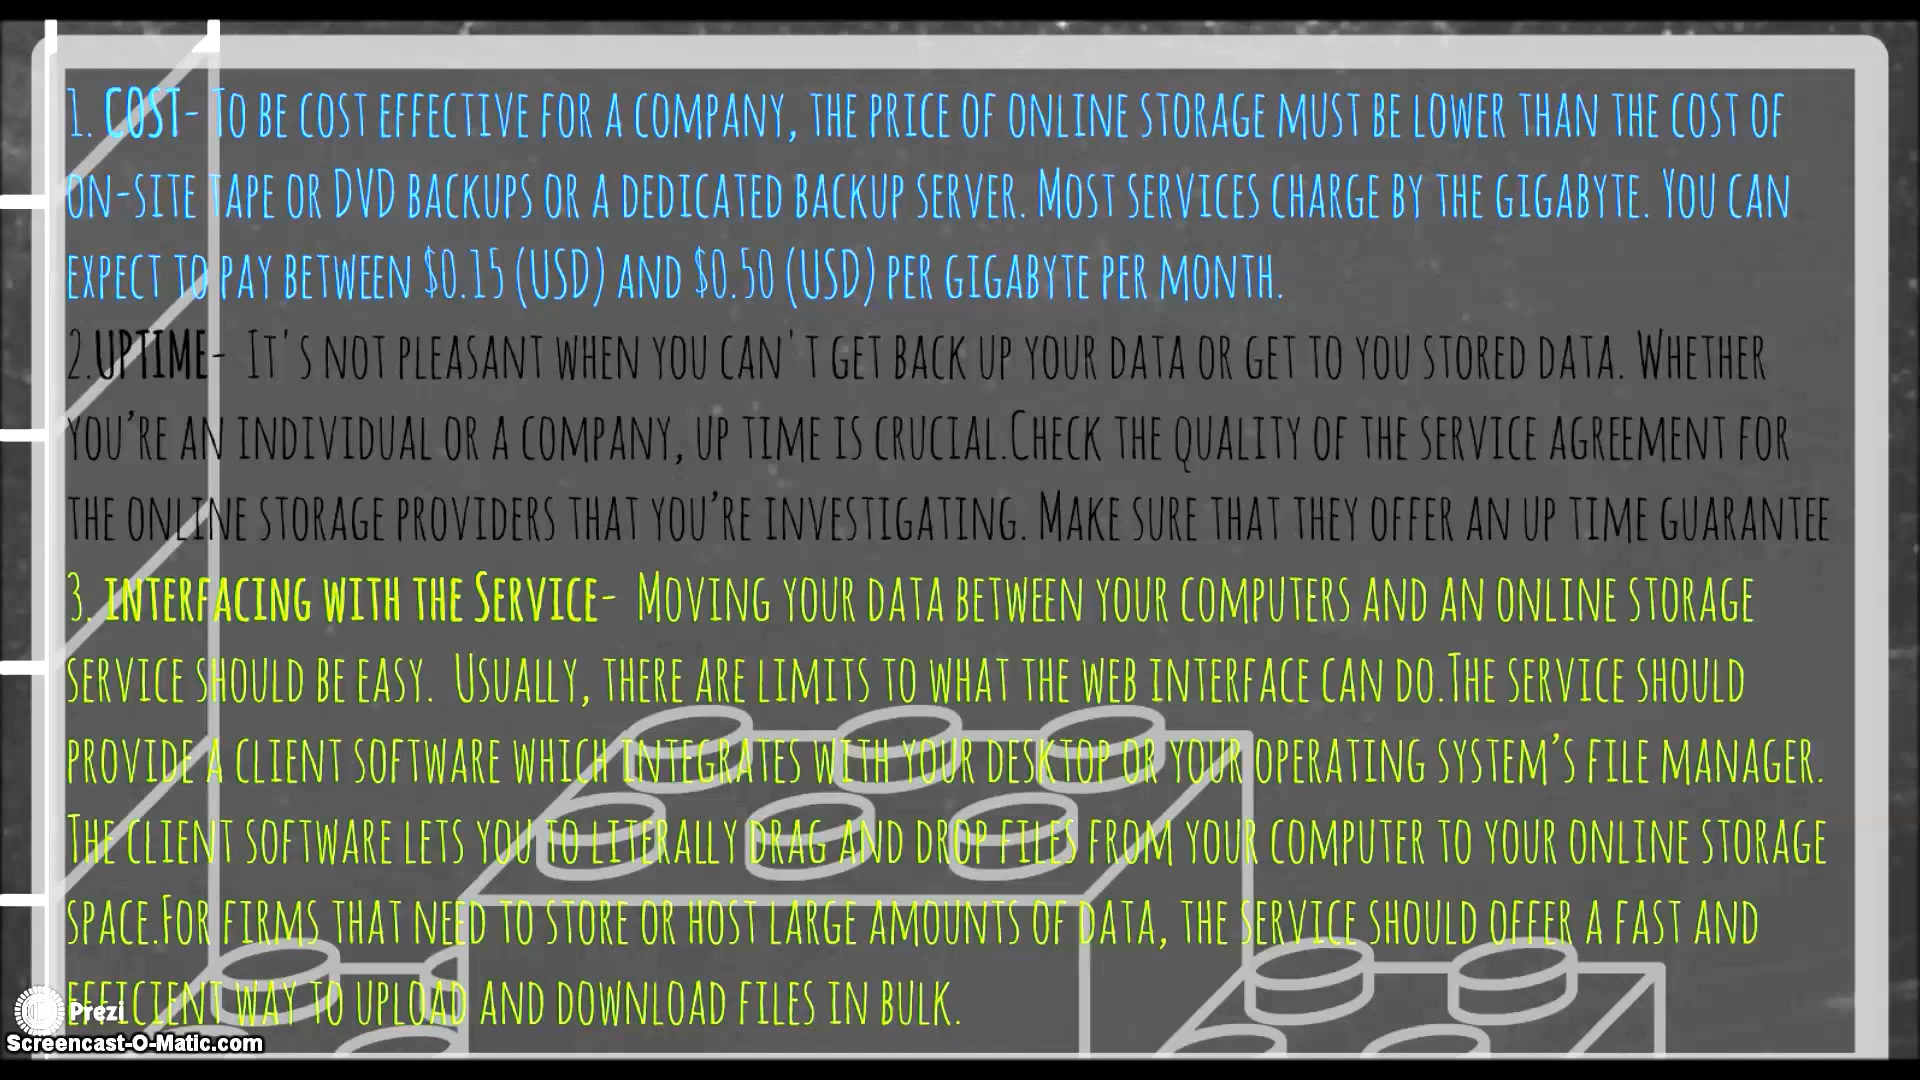 1. COST- TO BE COST EFFECTIVE FOR A COMPANY, THE PRICE OF ONLINE STORAGE MUST BE LOWER THAN THE COST OF
ON-SITE TAPE OR DVD BACKUPS OR A DEDICATED BACKUP SERVER. MOST SERVICES CHARGE BY THE GIGABYTE. YOU CAN
EXPECT TO PAY BETWEEN $0.15 (USD) AND $0.50 (USD) PER GIGABYTE PER MONTH.
2.UPTIME- IT'S NOT PLEASANT WHEN YOU CAN'T GET BACK UP YOUR DATA OR GET TO YOU STORED DATA. WHETHER
YOU'RE AN INDIVIDUAL OR A COMPANY, UP TIME IS CRUCIAL.CHECK THE QUALITY OF THE SERVICE AGREEMENT FOR
THE ONLINE STORAGE PROVIDERS THAT YOU'RE INVESTIGATING. MAKE SURE THAT THEY OFFER AN UP TIME GUARANTEE
3. INTERFACING WITH THE SERVICE- MOVING YOUR DATA BETWEEN YOUR COMPUTERS AND AN ONLINE STORAGE
SERVICE SHOULD BE EASY. USUALLY, THERE ARE LIMITS TO WHAT THE WEB INTERFACE CAN DO.THE SERVICE SHOULD
PROVIDE A CLIENT SOFTWARE WHICH INTEGRATES WITH YOUR DESKTOP OR YOUR OPERATING SYSTEM'S FILE MANAGER.
THE CLIENT SOFTWARE LETS YOU TO LITERALLY DRAG AND DROP FILES FROM YOUR COMPUTER TO YOUR ONLINE STORAGE
SPACE.FOR FIRMS THAT NEED TO STORE OR HOST LARGE AMOUNTS OF DATA, THE SERVICE SHOULD OFFER A FAST AND
EFFICIENT WAY TO UPLOAD AND DOWNLOAD FILES IN BULK.
Prezi
Screencast-O-Matic.com